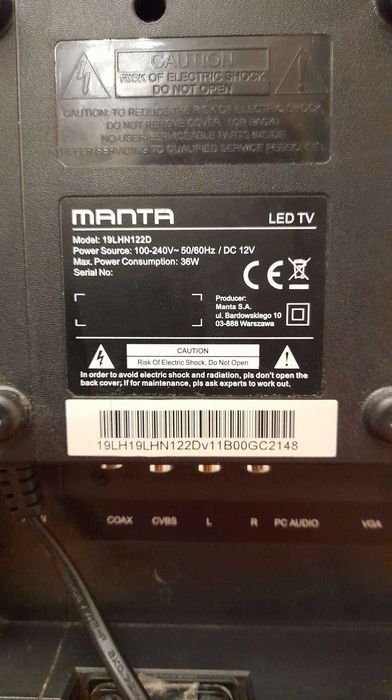 CAUTION
RISK OF ELECTRIC SHOCK
DO NOT OPEN
CAUTION: TO REDUCE THE RISK OF ELECTRIC SHOCK,
DO NOT REMOVE COVER (OR BACK)
NO USER-SERVICEABLE PARTS INSIDE
REFER SERVICING TO QUALIFIED SERVICE PERSONNEL
MANTA
LED TV
Model: 19LHN122D
Power Source: 100-240V~ 50/60Hz / DC 12V
Max. Power Consumption: 36W
Serial No:
CE
Producer:
Manta S.A.
ul. Bardowskiego 10
03-888 Warszawa
CAUTION
Risk Of Electric Shock, Do Not Open
In order to avoid electric shock and radiation, pls don't open the
back cover; If for maintenance, pls ask experts to work out.
19LH19LHN122Dv11B00GC2148
COAX CVBS L R PC AUDIO VGA